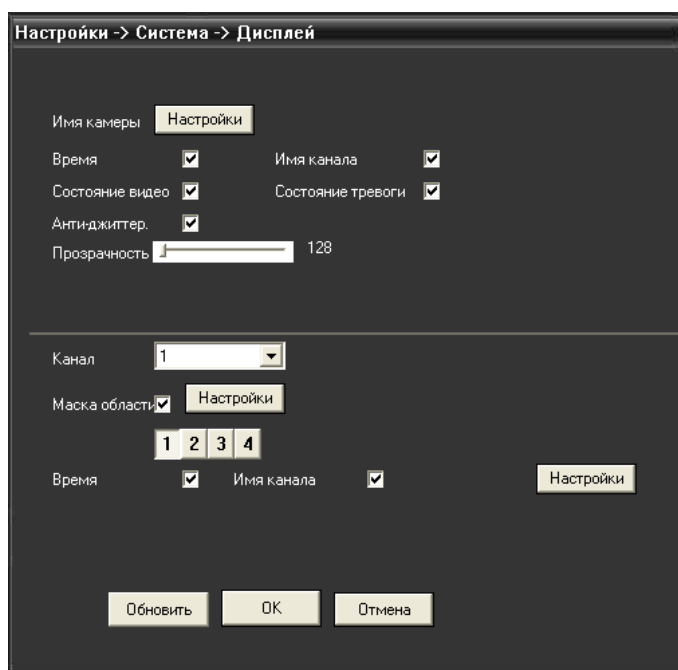 Настройки -> Система -> Дисплей
Имя камеры Настройки
Время Имя канала
Состояние видео Состояние тревоги
Анти-джиттер.
Прозрачность 128
Канал 1
Маска области Настройки
1 2 3 4
Время Имя канала Настройки
Обновить OK Отмена